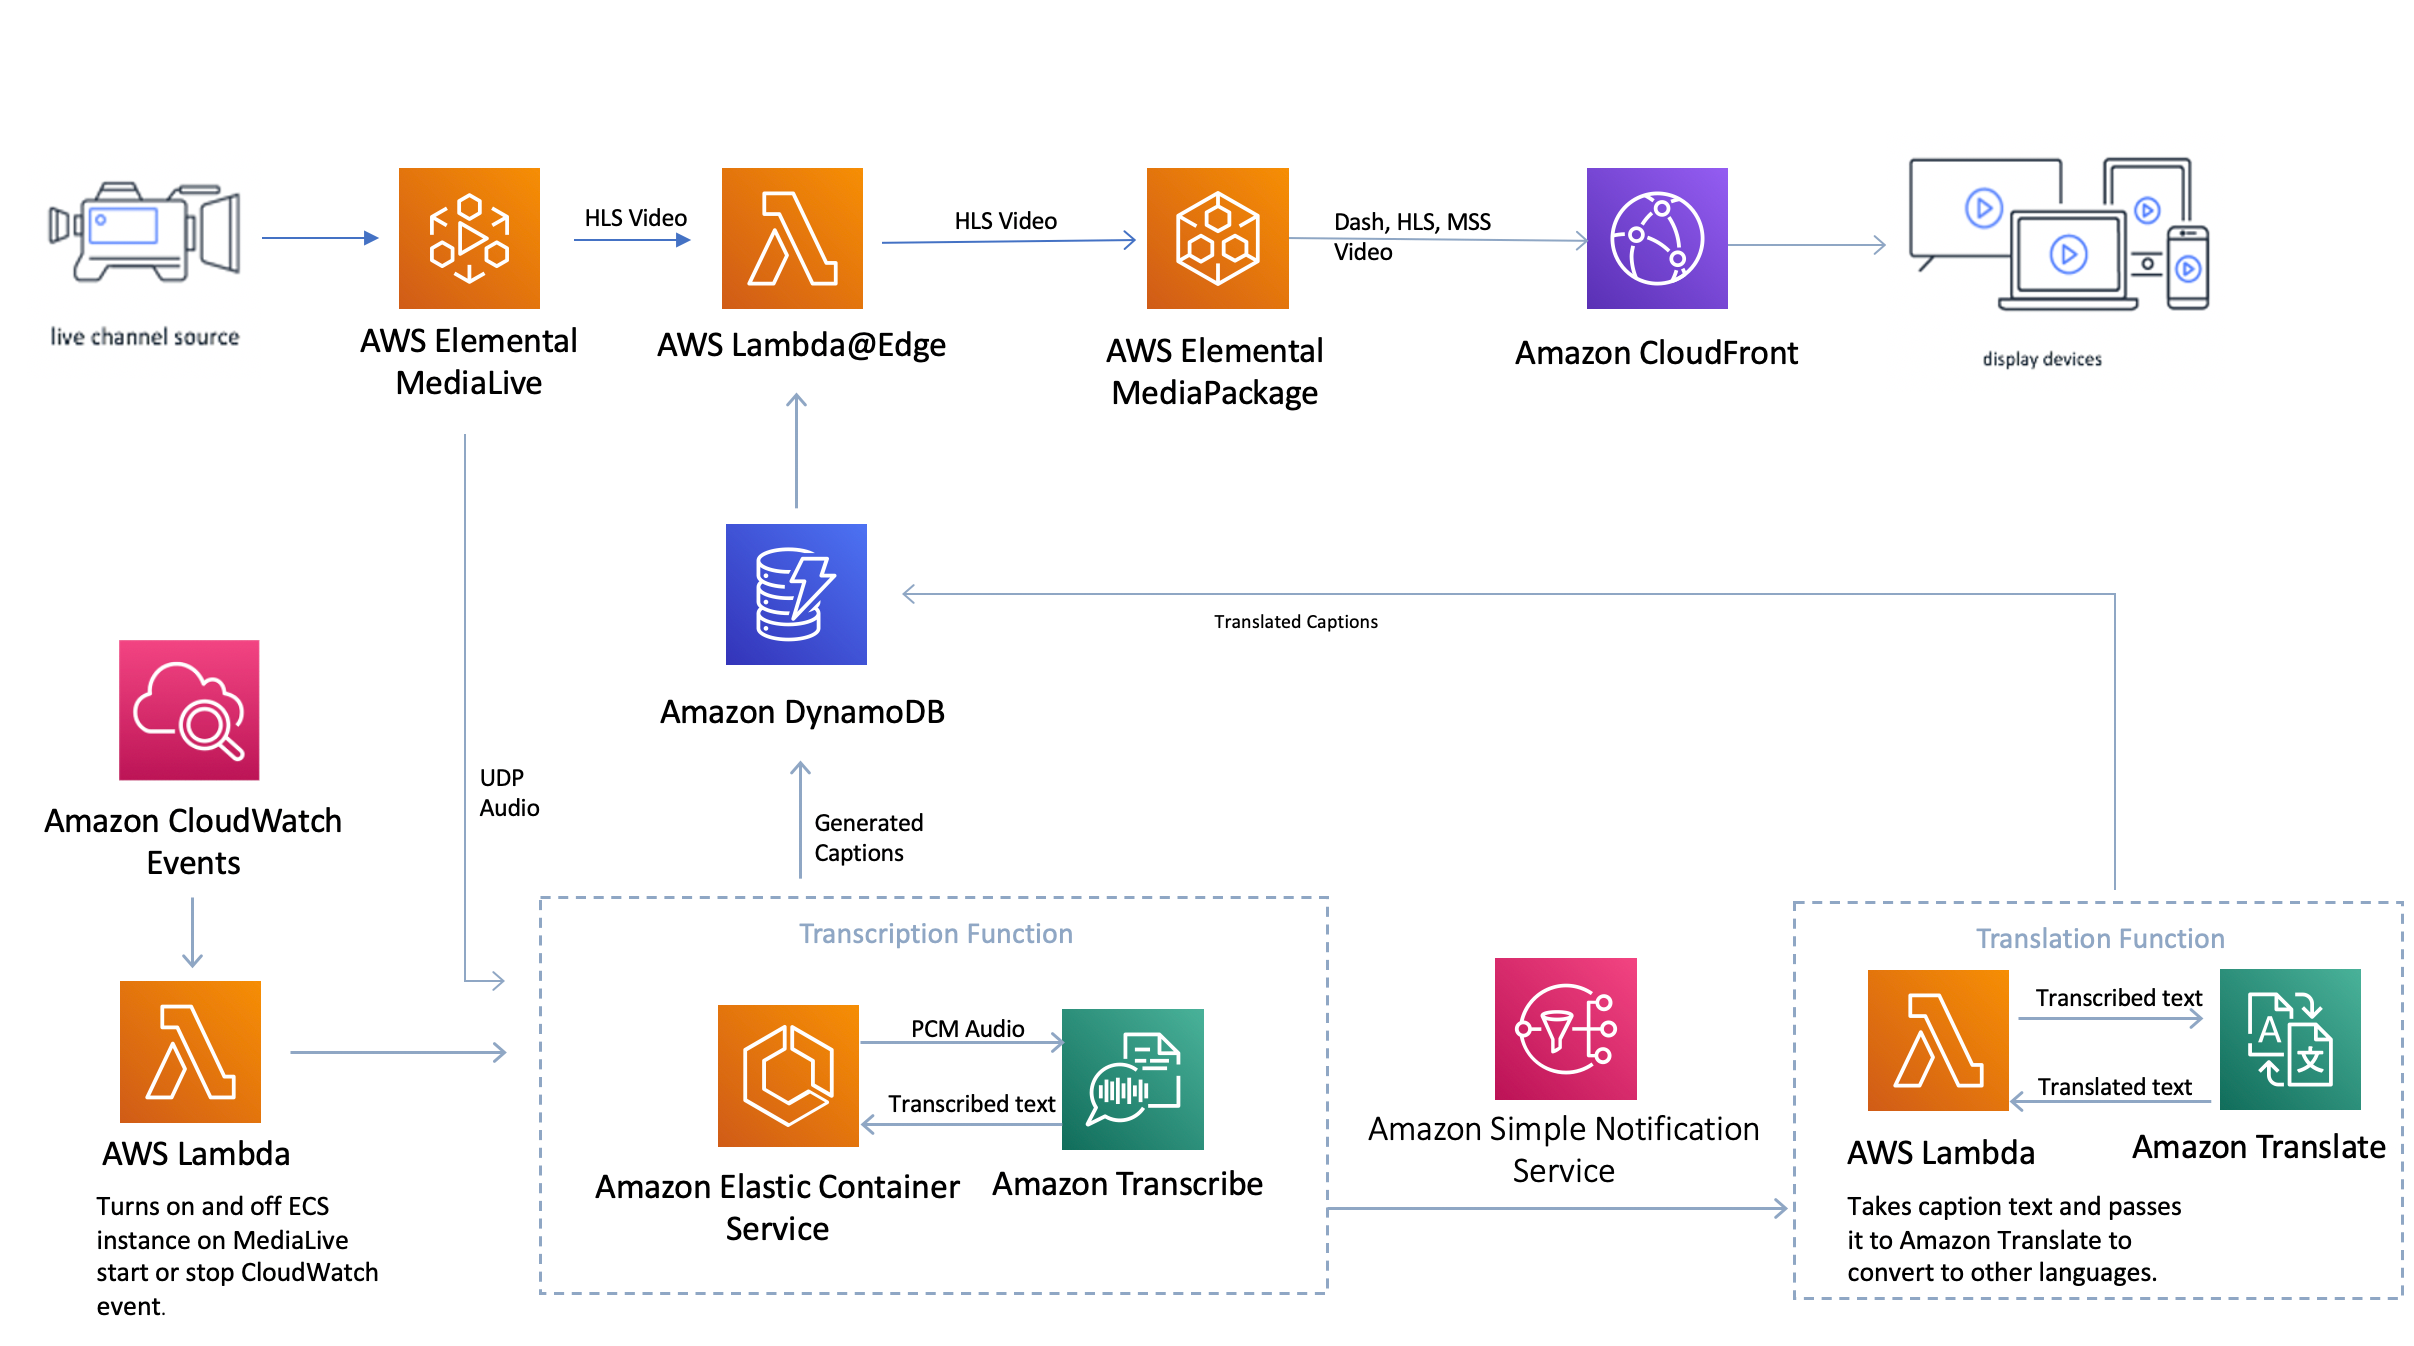 HLS Video
HLS Video
Dash, HLS, MSS
Video
live channel source
AWS Elemental
MediaLive
AWS Lambda@Edge
AWS Elemental
MediaPackage
Amazon CloudFront
display devices
Translated Captions
Amazon DynamoDB
UDP
Audio
Amazon CloudWatch
Events
Generated
Captions
Transcription Function
PCM Audio
Transcribed text
Amazon Elastic Container
Service
Amazon Transcribe
AWS Lambda
Turns on and off ECS
instance on MediaLive
start or stop CloudWatch
event.
Amazon Simple Notification
Service
Translation Function
Transcribed text
Translated text
A
文
AWS Lambda
Amazon Translate
Takes caption text and passes
it to Amazon Translate to
convert to other languages.